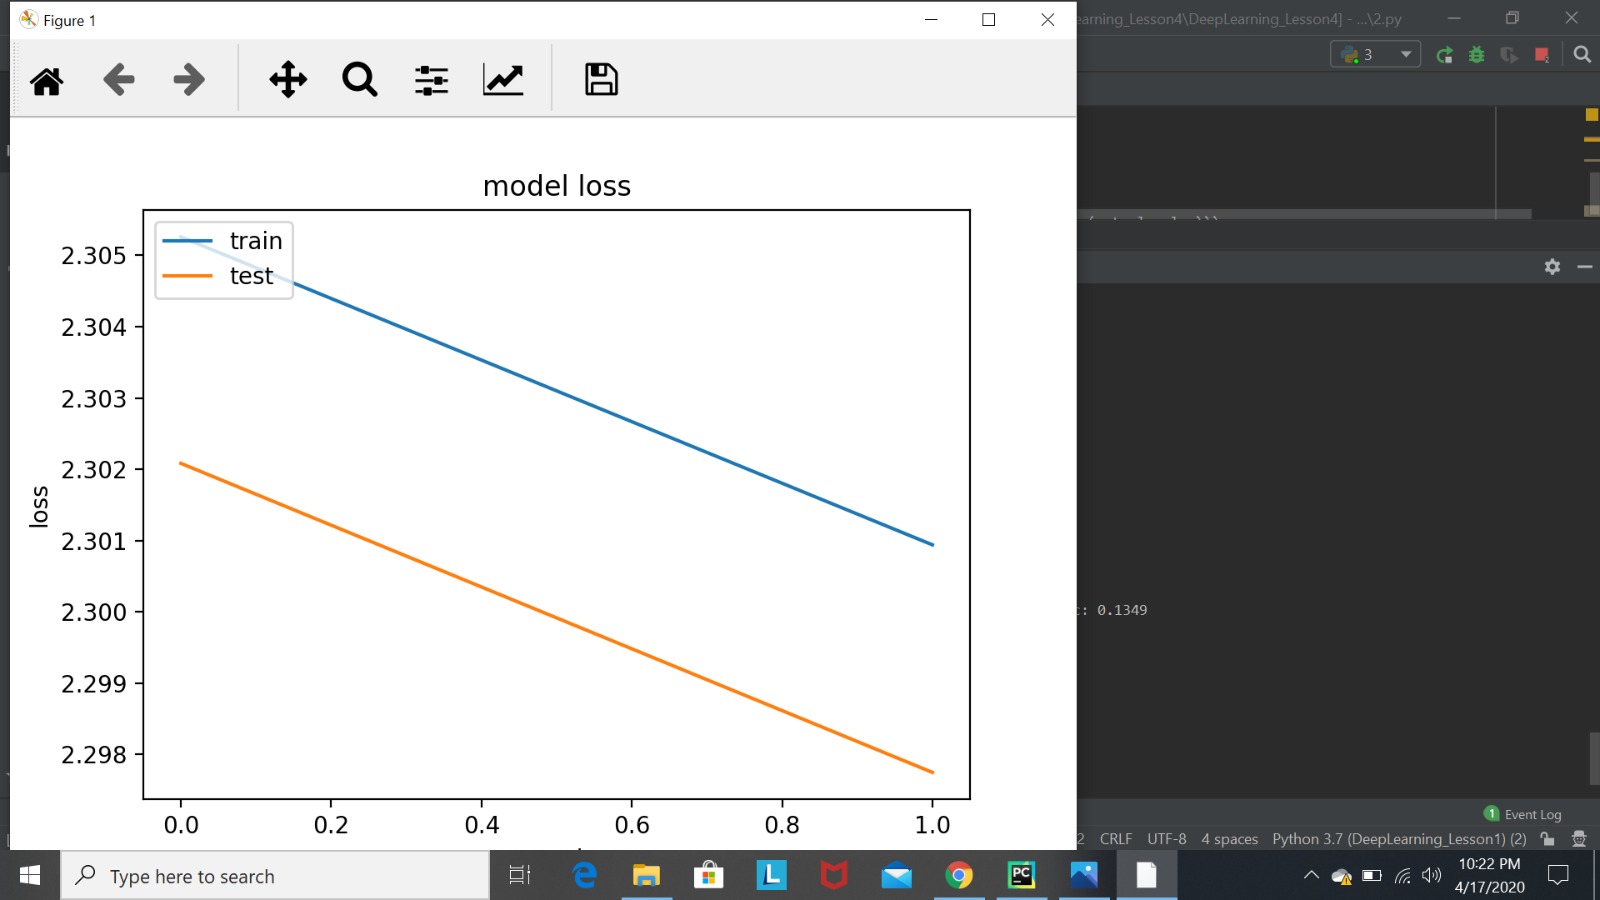 Figure 1
earning_Lesson4\DeepLearning_Lesson4] - ...\2.py
3
model loss
train
test
2.305
2.304
2.303
2.302
2.301
2.300
2.299
2.298
loss
0.0 0.2 0.4 0.6 0.8 1.0
: 0.1349
1 Event Log
2 CRLF UTF-8 4 spaces Python 3.7 (DeepLearning_Lesson1) (2)
Type here to search
L
PC
10:22 PM
4/17/2020